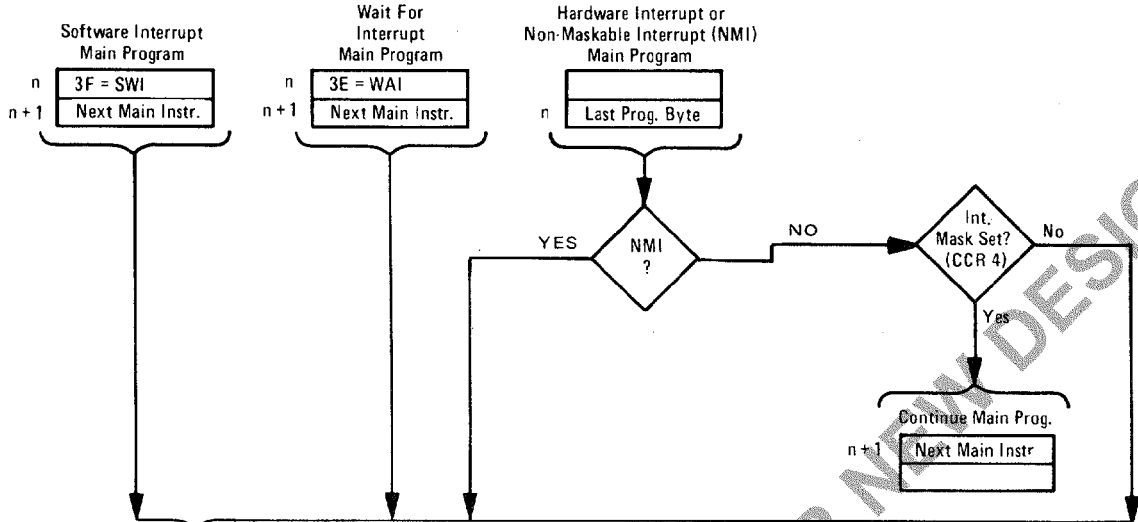 Software Interrupt
Main Program
n
3F = SWI
n + 1
Next Main Instr.
Wait For
Interrupt
Main Program
n
3E = WAI
n + 1
Next Main Instr.
Hardware Interrupt or
Non-Maskable Interrupt (NMI)
Main Program
n
Last Prog. Byte
YES
NMI
?
NO
Int.
Mask Set?
(CCR 4)
No
Yes
Continue Main Prog.
n + 1
Next Main Instr
NEW DESIG